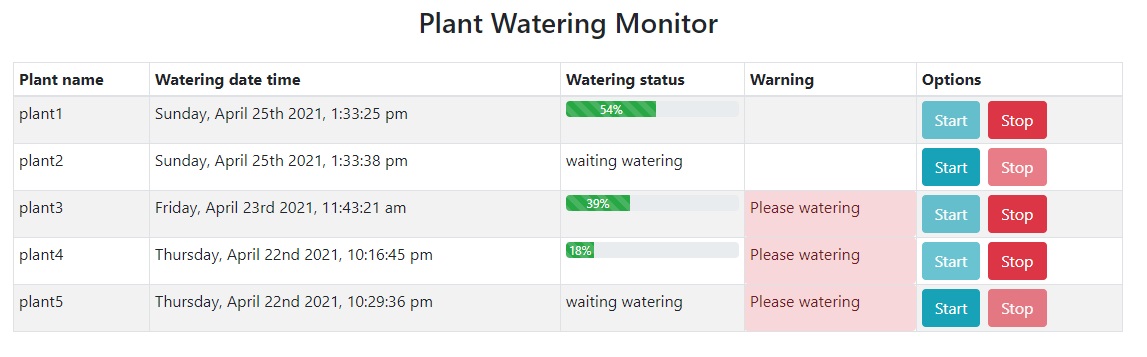 Plant Watering Monitor
Plant name Watering date time Watering status Warning Options
plant1 Sunday, April 25th 2021, 1:33:25 pm 54% Start Stop
plant2 Sunday, April 25th 2021, 1:33:38 pm waiting watering Start Stop
plant3 Friday, April 23rd 2021, 11:43:21 am 39% Please watering Start Stop
plant4 Thursday, April 22nd 2021, 10:16:45 pm 18% Please watering Start Stop
plant5 Thursday, April 22nd 2021, 10:29:36 pm waiting watering Please watering Start Stop